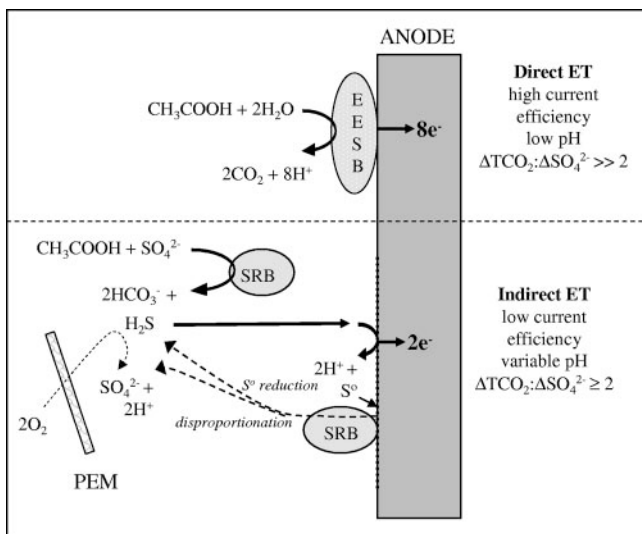 ANODE
Direct ET
high current
efficiency
low pH
ΔTCO₂:ΔSO₄²⁻ >> 2
CH₃COOH + 2H₂O
E
E
S
B
8e⁻
2CO₂ + 8H⁺
CH₃COOH + SO₄²⁻
SRB
2HCO₃⁻ +
H₂S
2e⁻
2H⁺ +
S⁰
Indirect ET
low current
efficiency
variable pH
ΔTCO₂:ΔSO₄²⁻ ≥ 2
S⁰ reduction
disproportionation
SRB
SO₄²⁻ +
2H⁺
2O₂
PEM